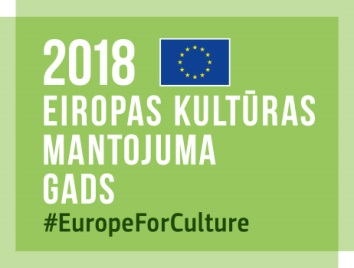 2018
EIROPAS KULTŪRAS
MANTOJUMA
GADS
#EuropeForCulture